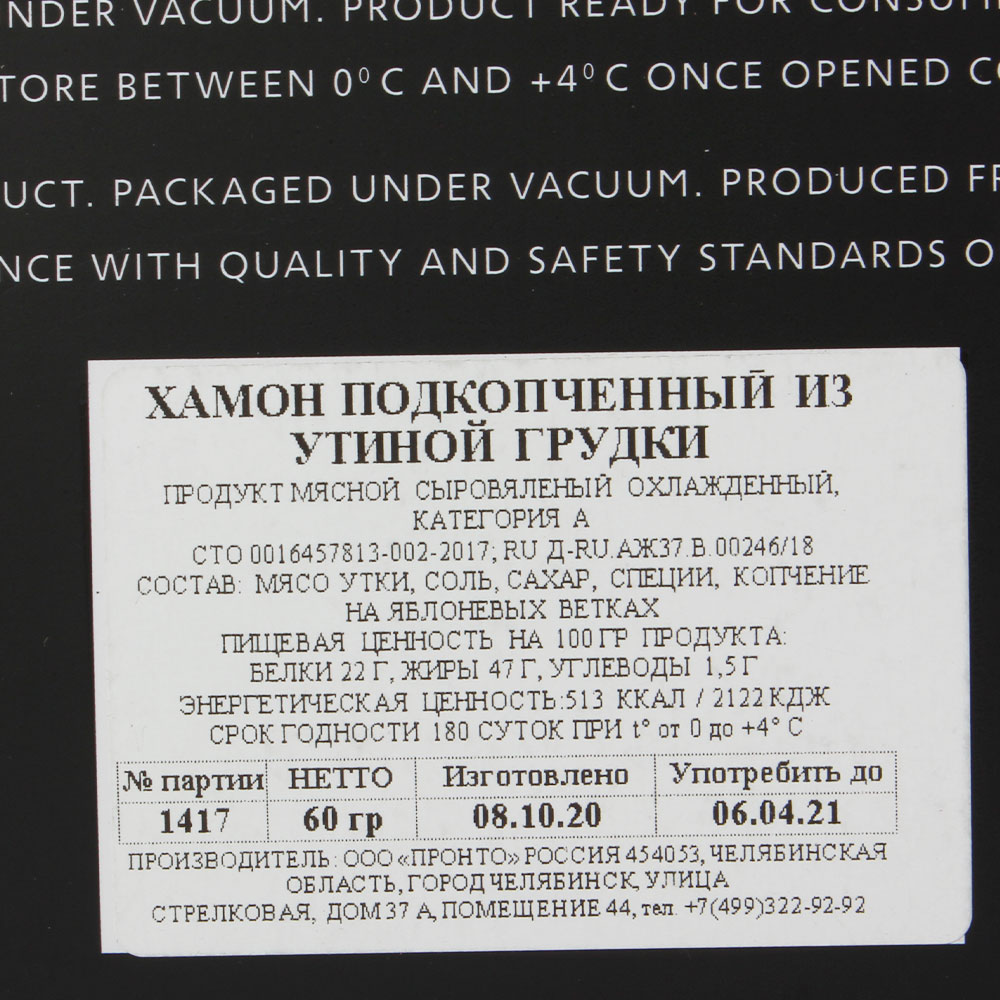 UNDER VACUUM. PRODUCT READY FOR
TORE BETWEEN 0⁰C AND +4⁰C ONCE OPENED
UCT. PACKAGED UNDER VACUUM. PRODUCED FR
NCE WITH QUALITY AND SAFETY STANDARDS O
ХАМОН ПОДКОПЧЕННЫЙ ИЗ
УТИНОЙ ГРУДКИ
ПРОДУКТ МЯСНОЙ СЫРОВЯЛЕНЫЙ ОХЛАЖДЕННЫЙ,
КАТЕГОРИЯ А
СТО 0016457813-002-2017; RU Д-RU.АЖ37.В.00246/18
СОСТАВ: МЯСО УТКИ, СОЛЬ, САХАР, СПЕЦИИ, КОПЧЕНИЕ
НА ЯБЛОНЕВЫХ ВЕТКАХ
ПИЩЕВАЯ ЦЕННОСТЬ НА 100 ГР ПРОДУКТА:
БЕЛКИ 22 Г, ЖИРЫ 47 Г, УГЛЕВОДЫ 1,5 Г
ЭНЕРГЕТИЧЕСКАЯ ЦЕННОСТЬ:513 ККАЛ / 2122 КДЖ
СРОК ГОДНОСТИ 180 СУТОК ПРИ t° от 0 до +4° С
№ партии НЕТТО Изготовлено Употребить до
1417 60 гр 08.10.20 06.04.21
ПРОИЗВОДИТЕЛЬ: ООО «ПРОНТО» РОССИЯ 454053, ЧЕЛЯБИНСКАЯ
ОБЛАСТЬ, ГОРОД ЧЕЛЯБИНСК, УЛИЦА
СТРЕЛКОВАЯ, ДОМ 37 А, ПОМЕЩЕНИЕ 44, тел. +7(499)322-92-92